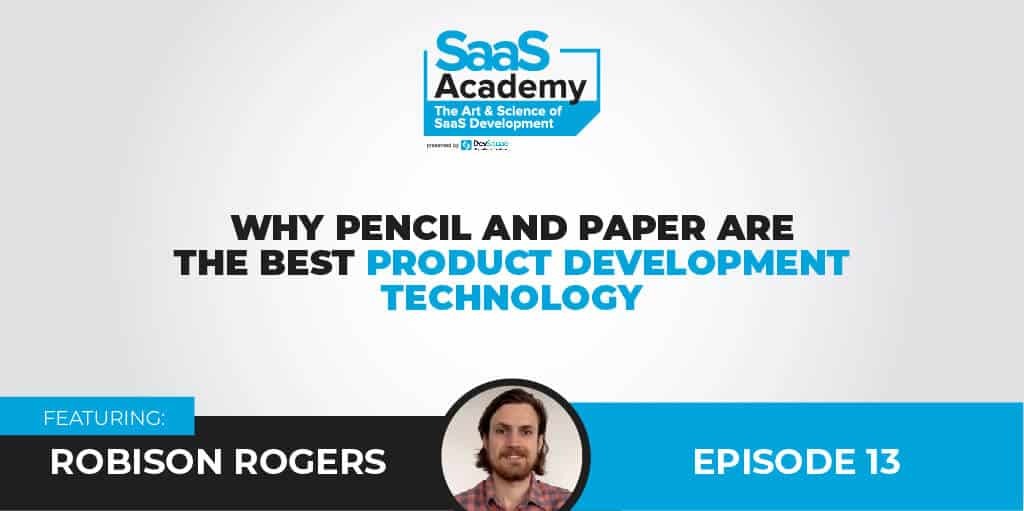 SaaS
Academy
The Art & Science of
SaaS Development
presented by DevSquad
WHY PENCIL AND PAPER ARE
THE BEST PRODUCT DEVELOPMENT
TECHNOLOGY
FEATURING:
ROBISON ROGERS
EPISODE 13